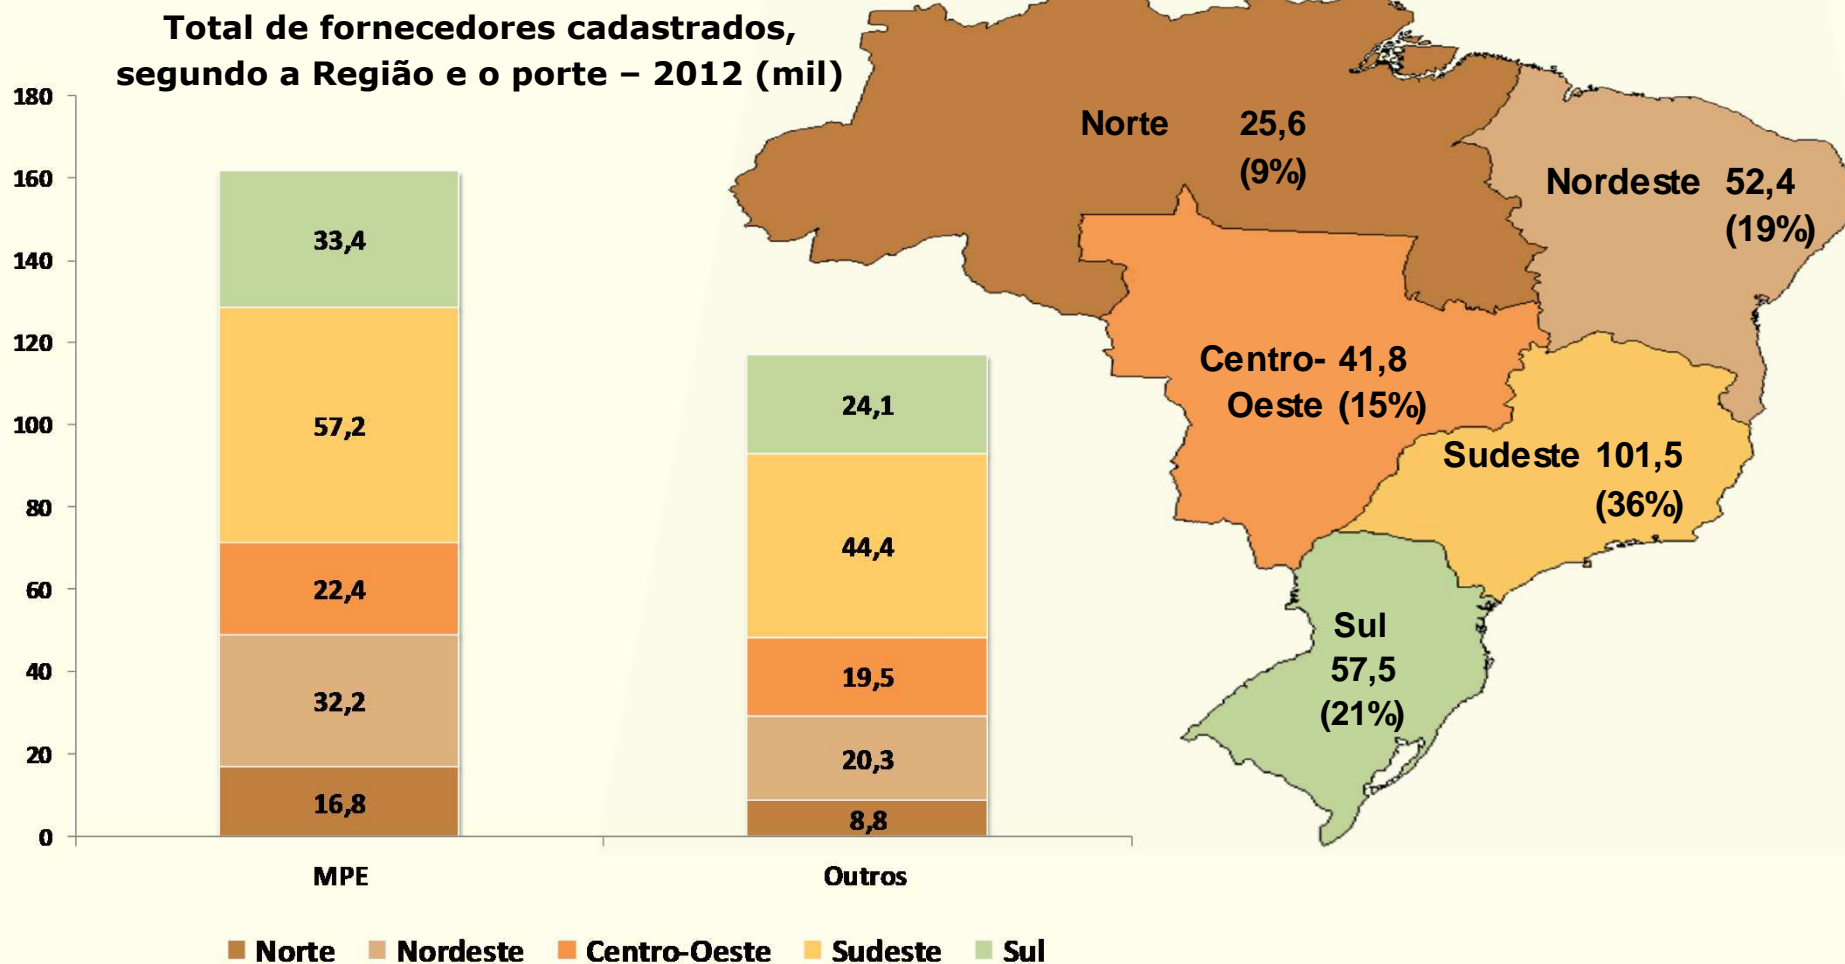 Total de fornecedores cadastrados,
segundo a Região e o porte – 2012 (mil)
180
160
140
120
100
80
60
40
20
0
33,4
57,2
22,4
32,2
16,8
24,1
44,4
19,5
20,3
8,8
MPE
Outros
Norte
Nordeste
Centro-Oeste
Sudeste
Sul
Norte 25,6
(9%)
Nordeste 52,4
(19%)
Centro- 41,8
Oeste (15%)
Sudeste 101,5
(36%)
Sul
57,5
(21%)